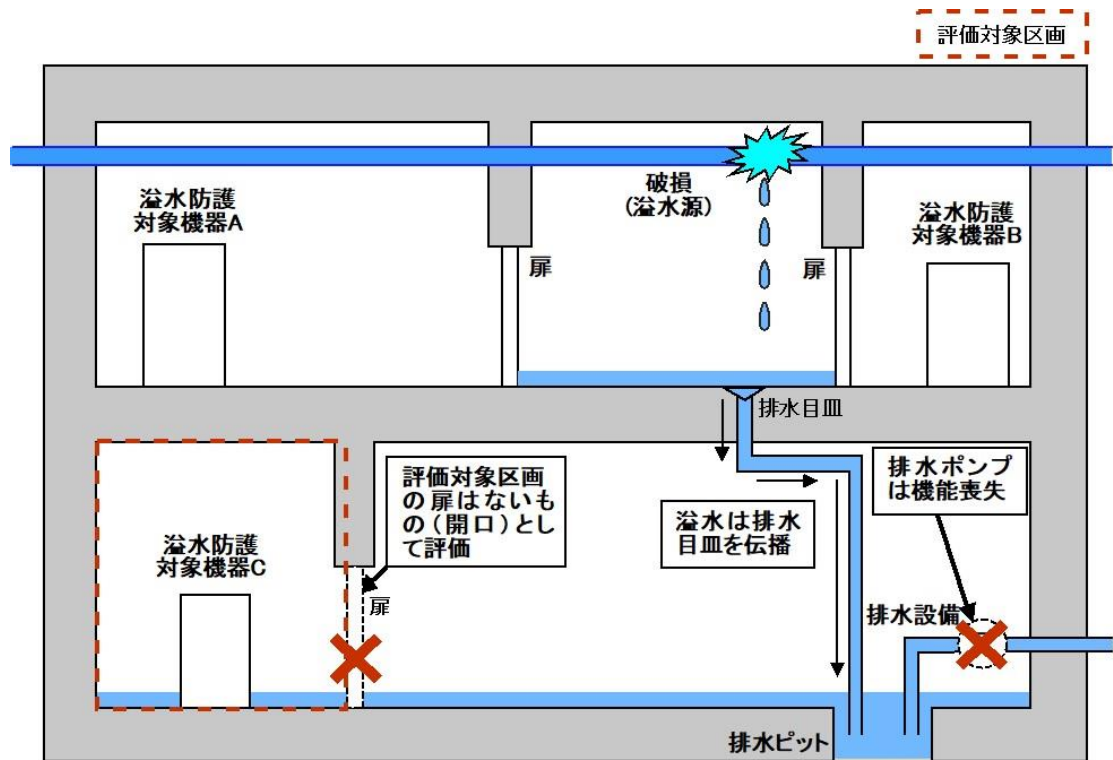 評価対象区画
溢水防護
対象機器A
破損
(溢水源)
溢水防護
対象機器B
扉
扉
排水目皿
評価対象区画
の扉はないも
の(開口)とし
て評価
溢水は排水
目皿を伝播
排水ポンプ
は機能喪失
溢水防護
対象機器C
扉
排水設備
排水ピット